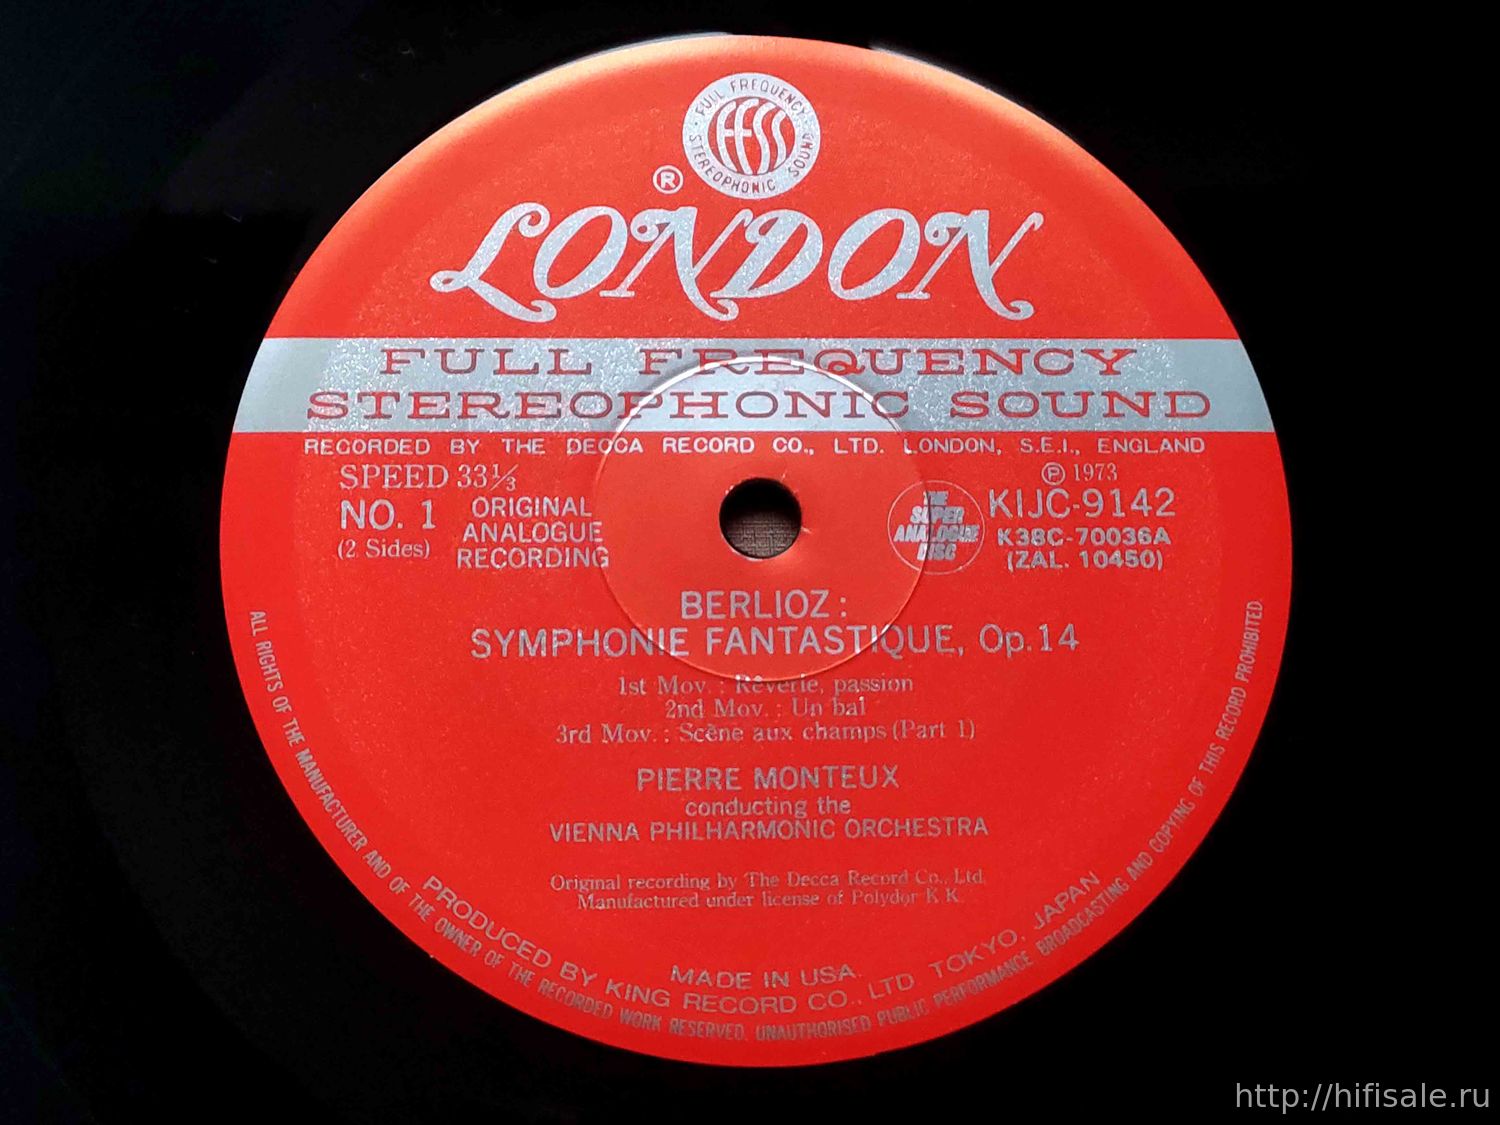 FULL FREQUENCY
FFSS
STEREOPHONIC SOUND
®
LONDON
FULL FREQUENCY
STEREOPHONIC SOUND
RECORDED BY THE DECCA RECORD CO., LTD. LONDON, S.E.I., ENGLAND
SPEED 33⅓
℗ 1973
NO. 1
(2 Sides)
ORIGINAL
ANALOGUE
RECORDING
THE
SUPER
ANALOGUE
DISC
KIJC-9142
K38C-70036A
(ZAL. 10450)
BERLIOZ :
SYMPHONIE FANTASTIQUE, Op.14
1st Mov. : Rêverie, passion
2nd Mov. : Un bal
3rd Mov. : Scène aux champs (Part 1)
PIERRE MONTEUX
conducting the
VIENNA PHILHARMONIC ORCHESTRA
Original recording by The Decca Record Co., Ltd.
Manufactured under license of Polydor K.K.
MADE IN USA.
PRODUCED BY KING RECORD CO., LTD TOKYO, JAPAN
ALL RIGHTS OF THE MANUFACTURER AND OF THE OWNER OF THE RECORDED WORK RESERVED. UNAUTHORISED PUBLIC PERFORMANCE BROADCASTING AND COPYING OF THIS RECORD PROHIBITED
http://hifisale.ru